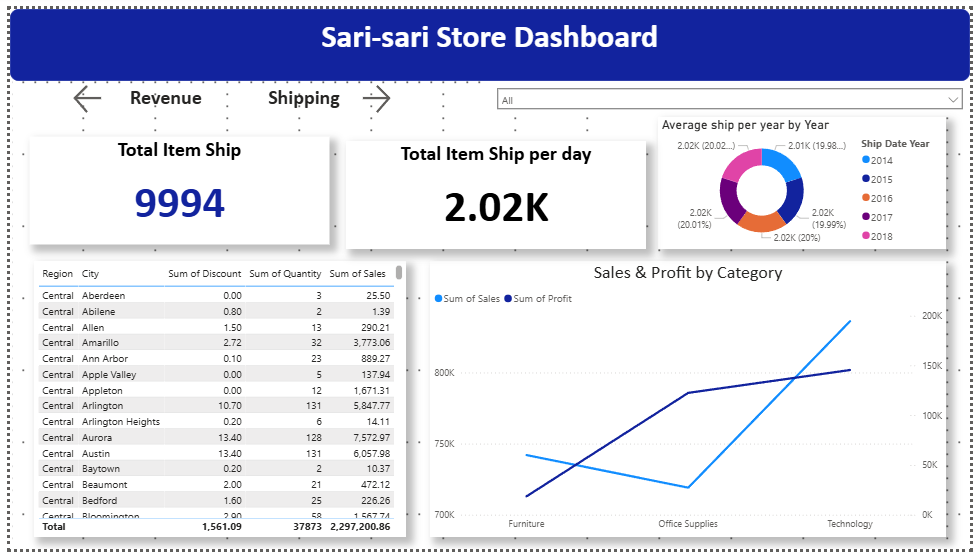 Sari-sari Store Dashboard
Revenue
Shipping
All
Total Item Ship
9994
Total Item Ship per day
2.02K
Average ship per year by Year
2.02K (20.02...)
2.01K (19.98...)
2.02K
(20.01%)
2.02K
(19.99%)
2.02K (20%)
Ship Date Year
2014
2015
2016
2017
2018
Region City Sum of Discount Sum of Quantity Sum of Sales
Central Aberdeen 0.00 3 25.50
Central Abilene 0.80 2 1.39
Central Allen 1.50 13 290.21
Central Amarillo 2.72 32 3,773.06
Central Ann Arbor 0.10 23 889.27
Central Apple Valley 0.00 5 137.94
Central Appleton 0.00 12 1,671.31
Central Arlington 10.70 131 5,847.77
Central Arlington Heights 0.20 6 14.11
Central Aurora 13.40 128 7,572.97
Central Austin 13.40 131 6,057.98
Central Baytown 0.20 2 10.37
Central Beaumont 2.00 21 472.12
Central Bedford 1.60 25 226.26
Central Bloomington 2.90 58 1,567.74
Total 1,561.09 37873 2,297,200.86
Sales & Profit by Category
Sum of Sales Sum of Profit
200K
800K
150K
100K
750K
50K
700K
0K
Furniture Office Supplies Technology